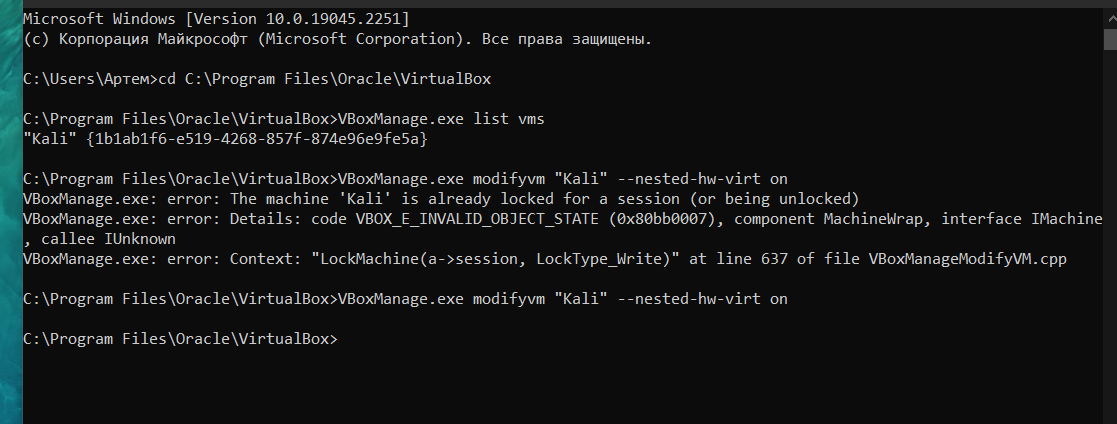 Microsoft Windows [Version 10.0.19045.2251]
(c) Корпорация Майкрософт (Microsoft Corporation). Все права защищены.
C:\Users\Артем>cd C:\Program Files\Oracle\VirtualBox
C:\Program Files\Oracle\VirtualBox>VBoxManage.exe list vms
"Kali" {1b1ab1f6-e519-4268-857f-874e96e9fe5a}
C:\Program Files\Oracle\VirtualBox>VBoxManage.exe modifyvm "Kali" --nested-hw-virt on
VBoxManage.exe: error: The machine 'Kali' is already locked for a session (or being unlocked)
VBoxManage.exe: error: Details: code VBOX_E_INVALID_OBJECT_STATE (0x80bb0007), component MachineWrap, interface IMachine
, callee IUnknown
VBoxManage.exe: error: Context: "LockMachine(a->session, LockType_Write)" at line 637 of file VBoxManageModifyVM.cpp
C:\Program Files\Oracle\VirtualBox>VBoxManage.exe modifyvm "Kali" --nested-hw-virt on
C:\Program Files\Oracle\VirtualBox>